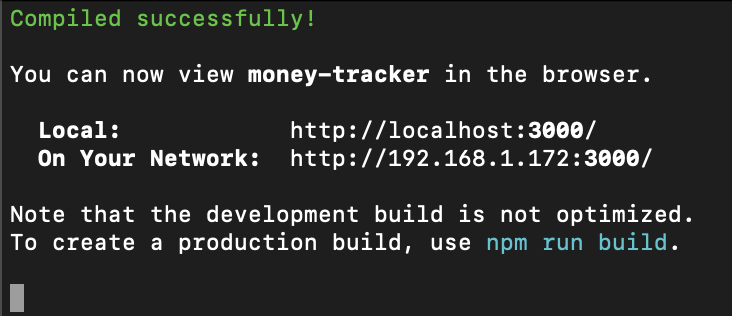 Compiled successfully!
You can now view money-tracker in the browser.
Local: http://localhost:3000/
On Your Network: http://192.168.1.172:3000/
Note that the development build is not optimized.
To create a production build, use npm run build.